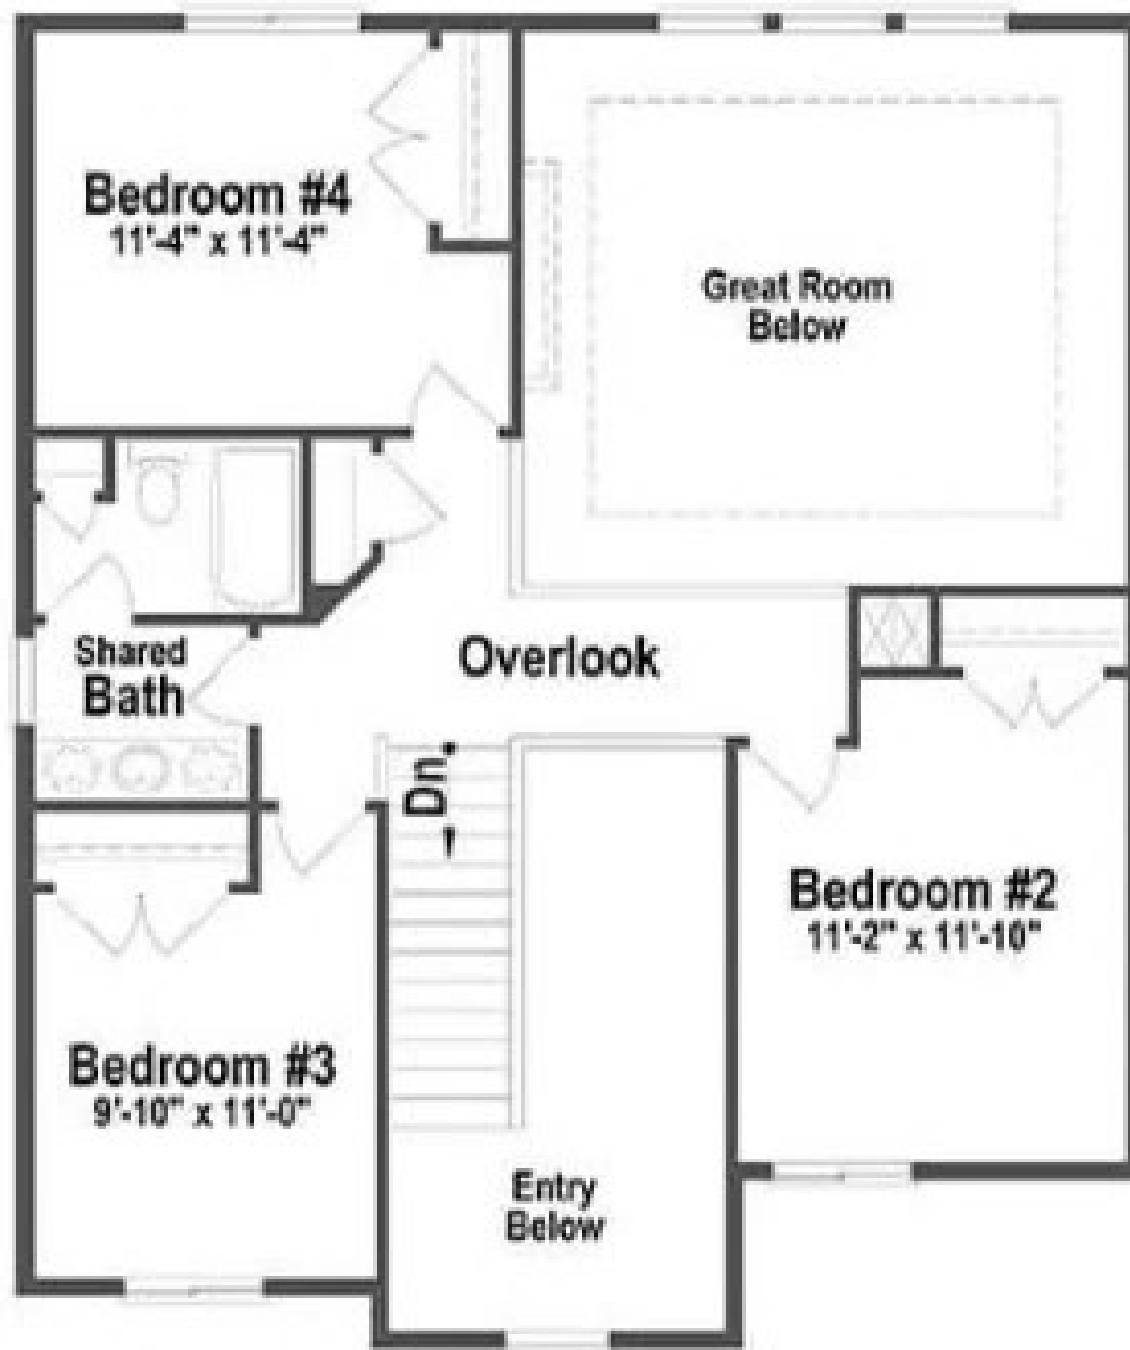 Bedroom #4
11'-4" x 11'-4"
Great Room
Below
Shared
Bath
Overlook
Dn.
Bedroom #2
11'-2" x 11'-10"
Bedroom #3
9'-10" x 11'-0"
Entry
Below